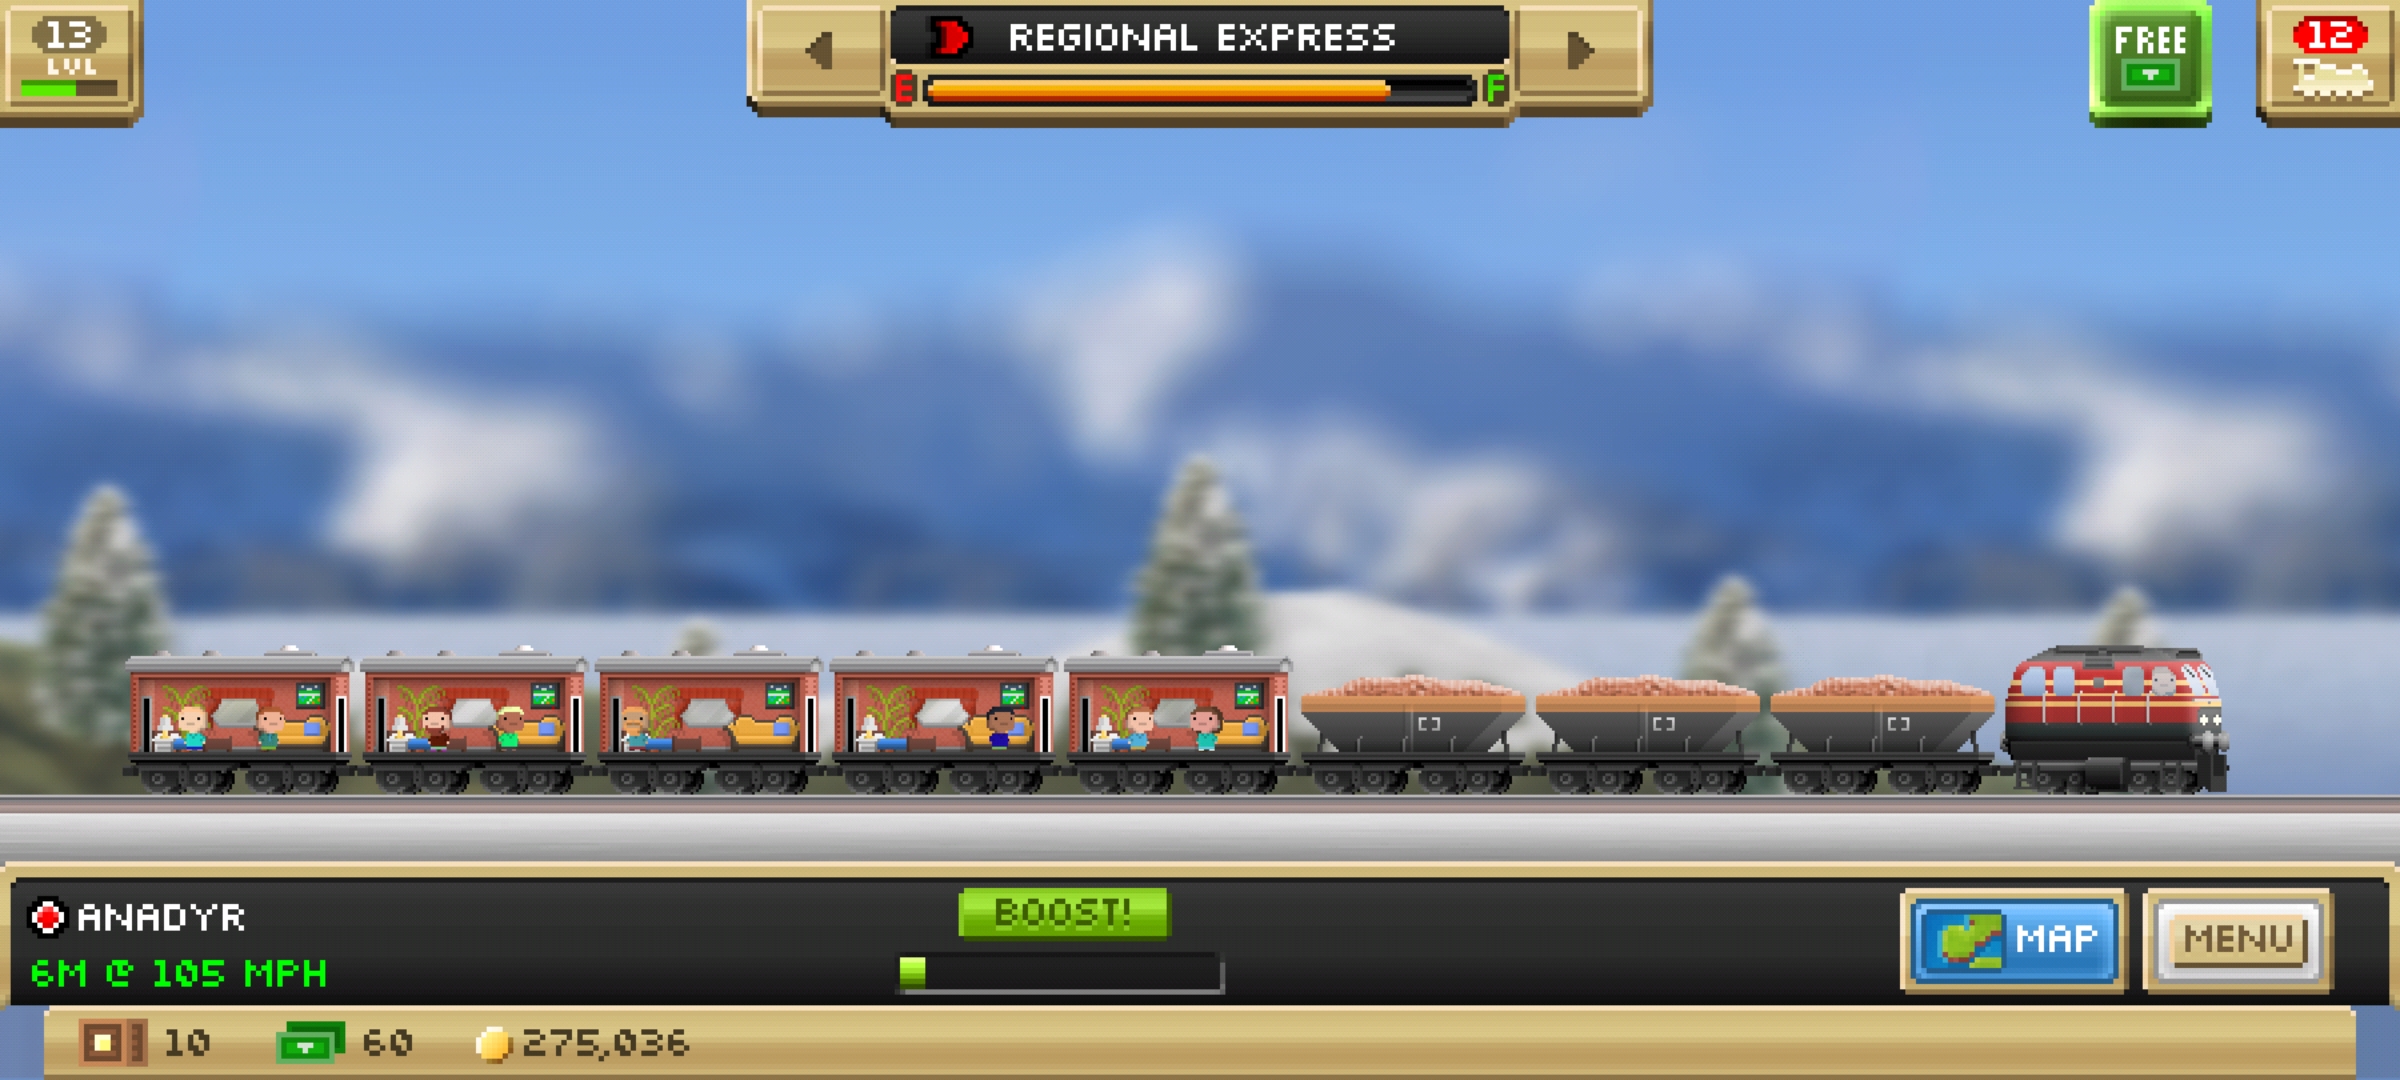 13
LVL
REGIONAL EXPRESS
E F
FREE
12
ANADYR
6M @ 105 MPH
BOOST!
MAP
MENU
10 60 275,036